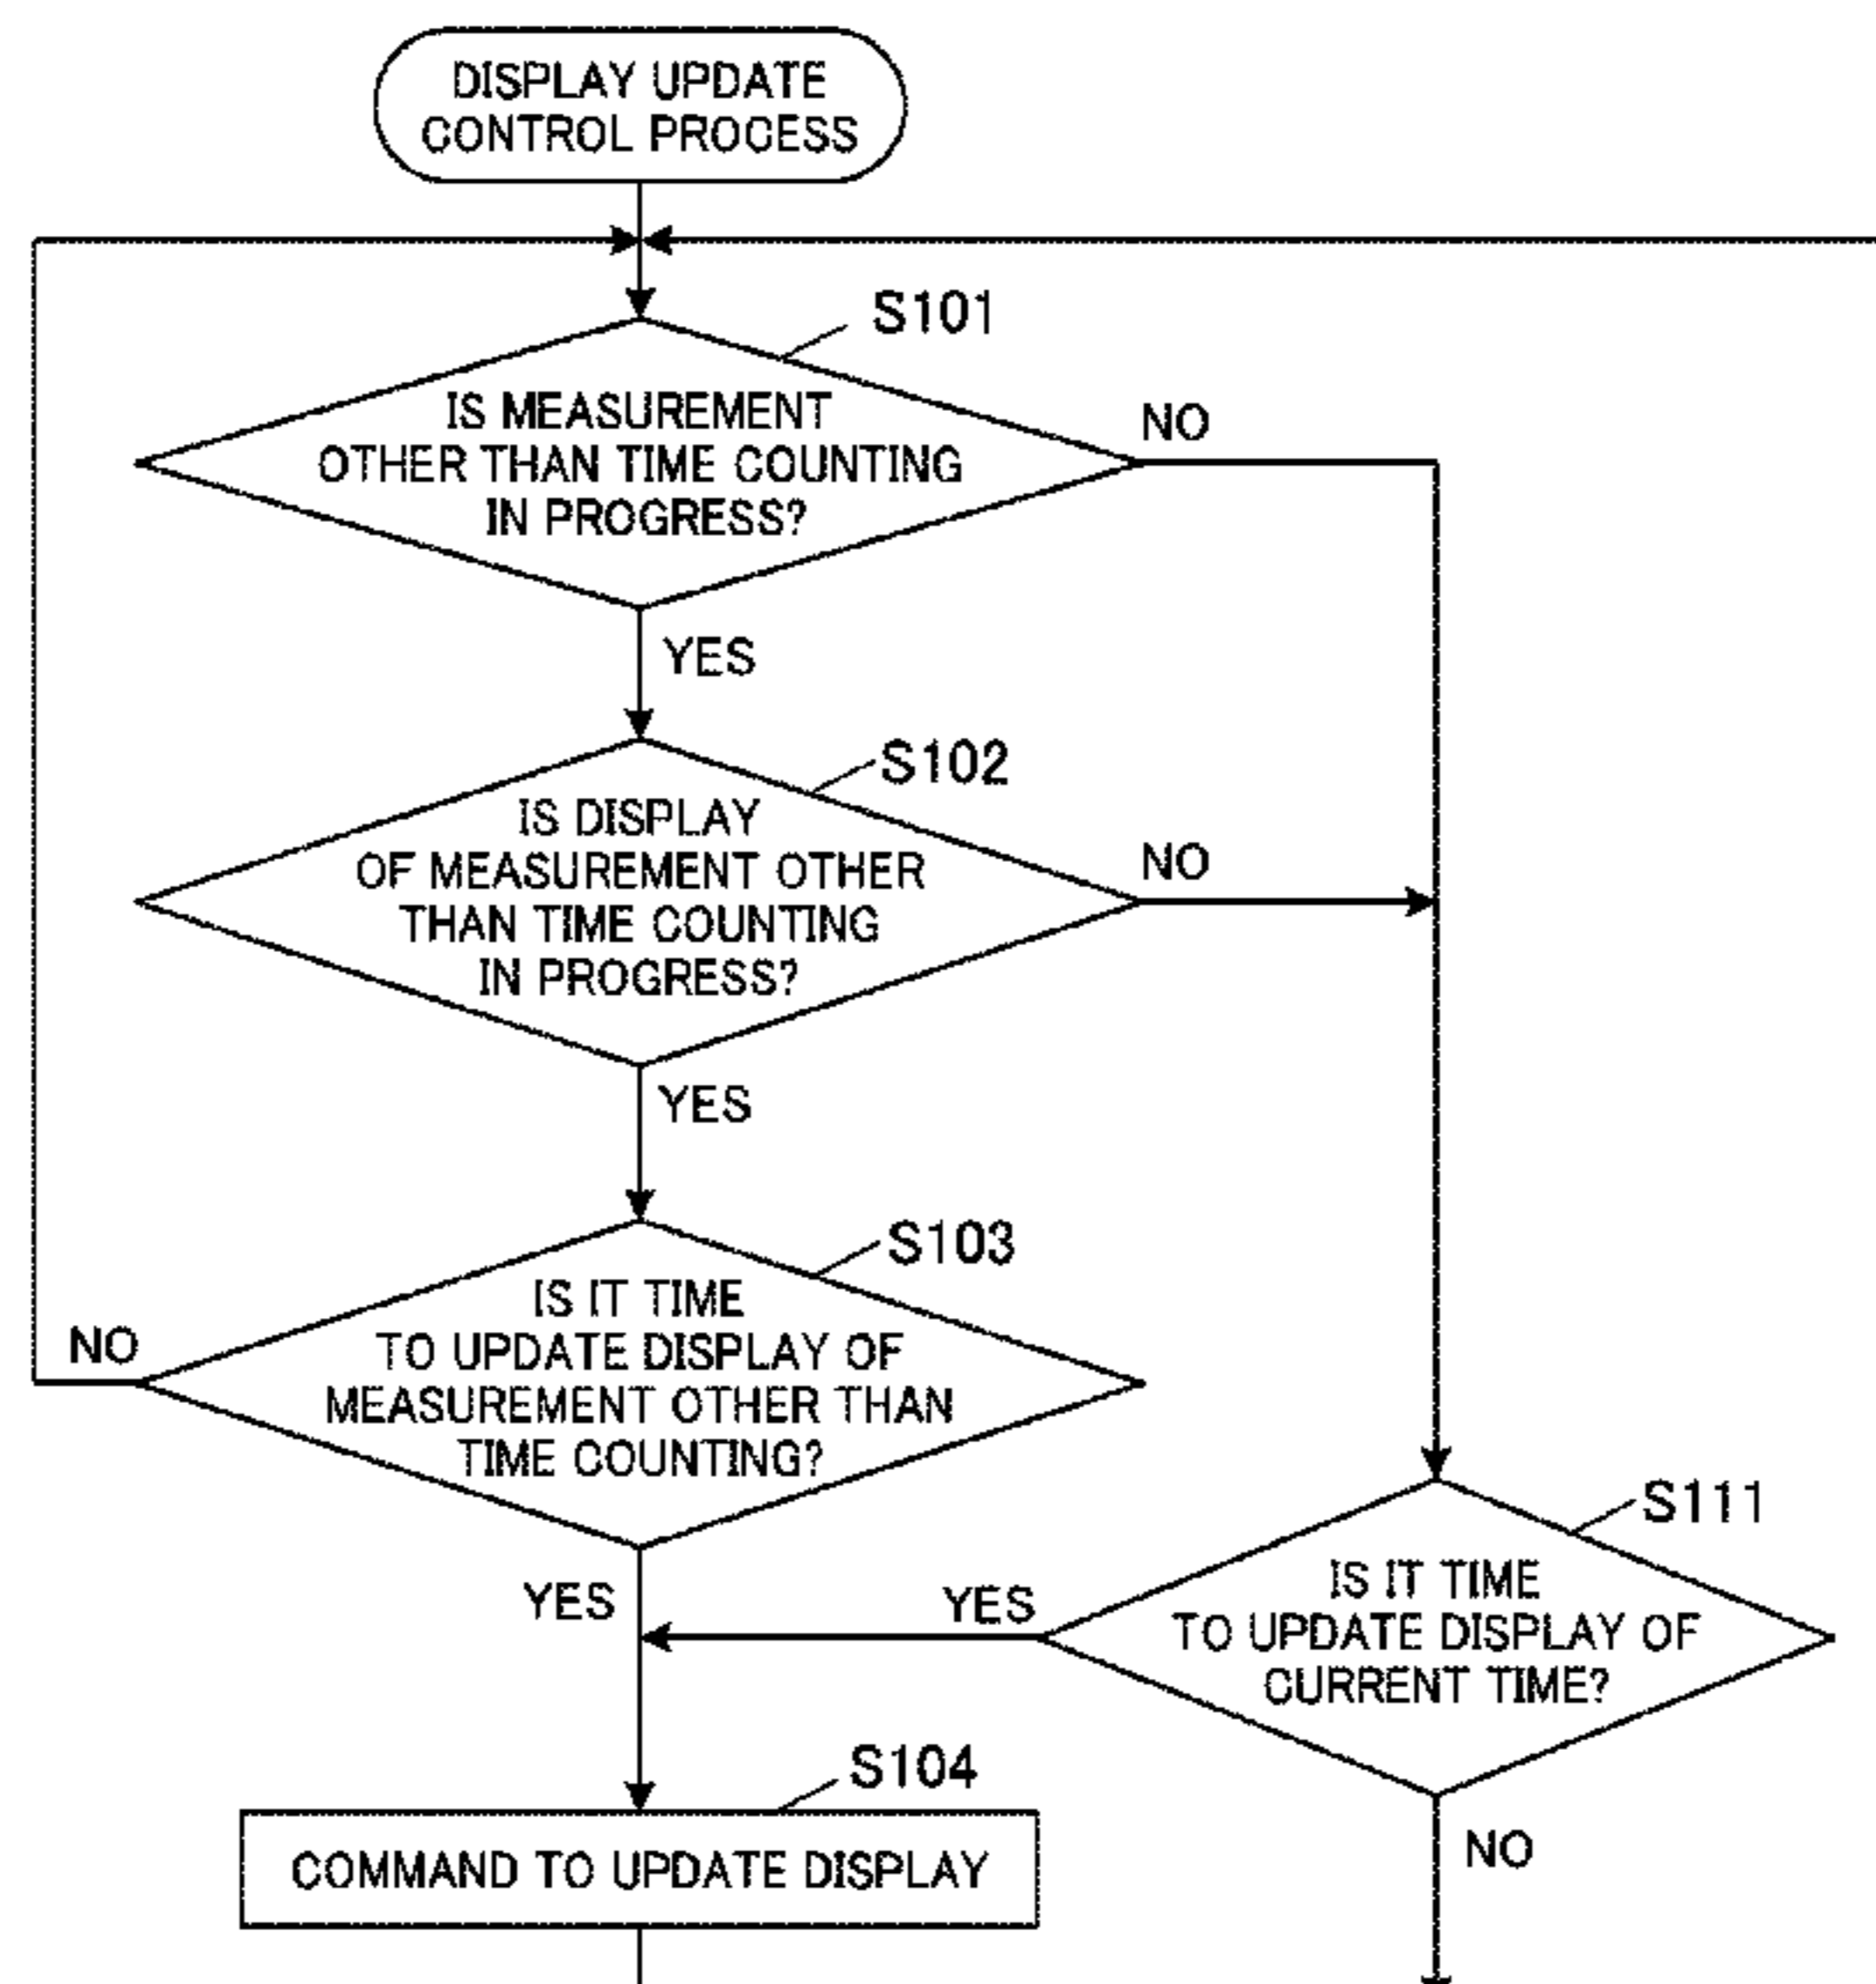 DISPLAY UPDATE
CONTROL PROCESS
S101
IS MEASUREMENT
OTHER THAN TIME COUNTING
IN PROGRESS?
NO
YES
S102
IS DISPLAY
OF MEASUREMENT OTHER
THAN TIME COUNTING
IN PROGRESS?
NO
YES
S103
IS IT TIME
TO UPDATE DISPLAY OF
MEASUREMENT OTHER THAN
TIME COUNTING?
NO
YES
S111
IS IT TIME
TO UPDATE DISPLAY OF
CURRENT TIME?
YES
NO
S104
COMMAND TO UPDATE DISPLAY